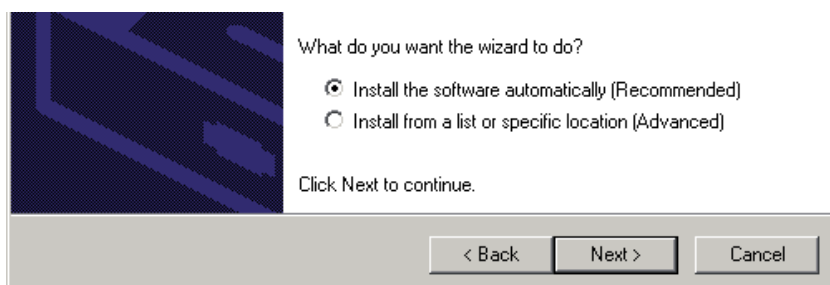 What do you want the wizard to do?
Install the software automatically (Recommended)
Install from a list or specific location (Advanced)
Click Next to continue.
< Back Next > Cancel